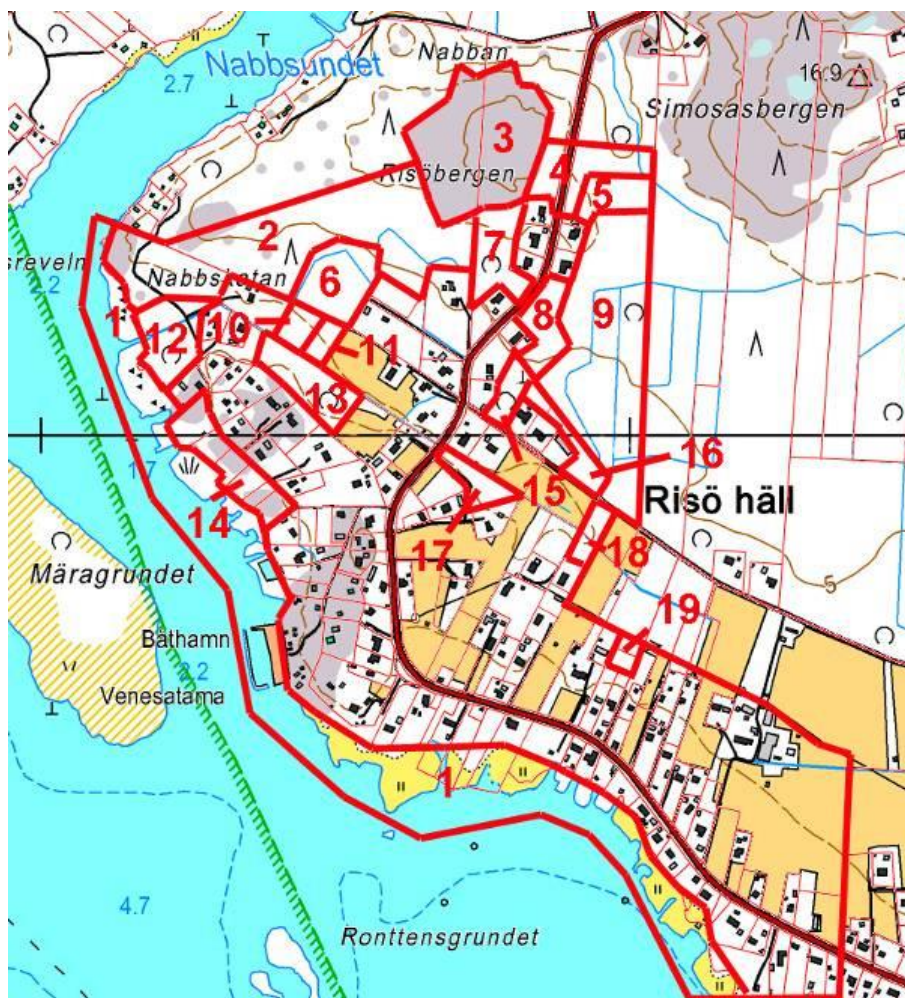 Nabban
Nabbsundet
2.7
16.9
Simosasbergen
3
Risöbergen
4
5
2
7
sreveln
2
Nabbskatan
6
1
10
8
9
12
11
13
17
16
15
Risö häll
14
17
18
Märagrundet
5
19
Båthamn
2.2
Venesatama
1
4.7
Ronttensgrundet